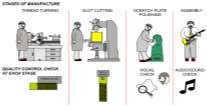 STAGES OF MANUFACTURE
THREAD TURNING
SLOT CUTTING
SCRATCH PLATE
POLISHING
ASSEMBLY
QUALITY CONTROL CHECK
AT EACH STAGE
VISUAL
CHECK
AUDIO/SOUND
CHECK